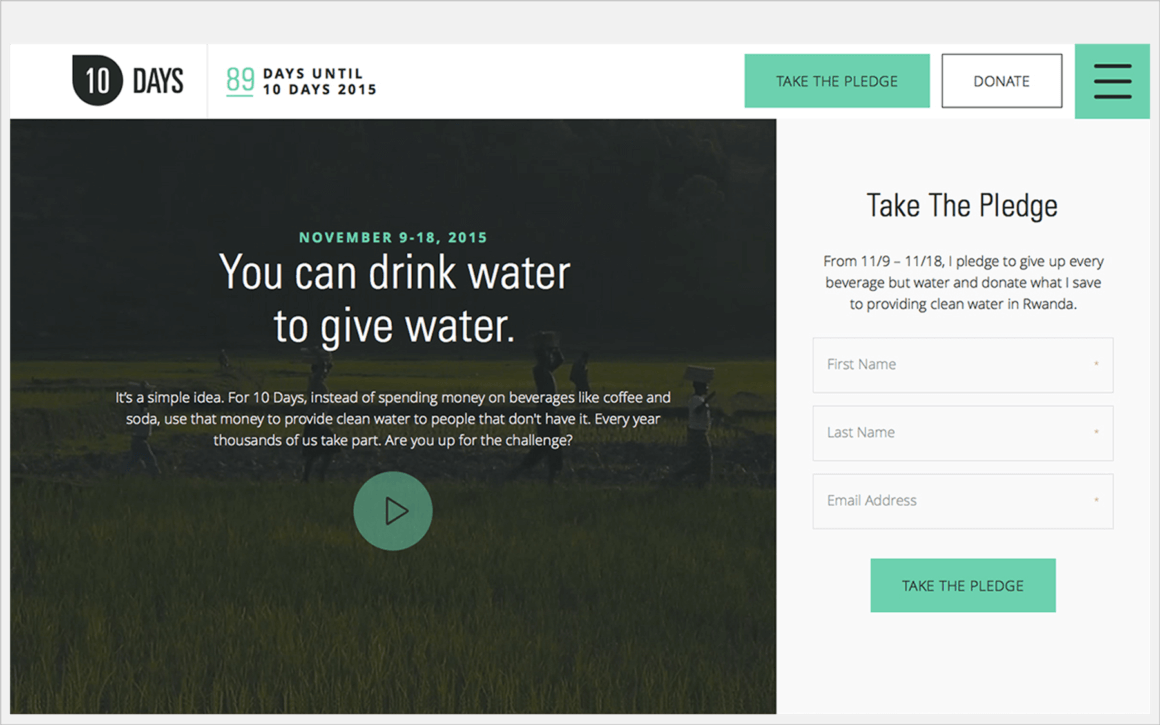 10 DAYS
89 DAYS UNTIL
10 DAYS 2015
TAKE THE PLEDGE
DONATE
NOVEMBER 9-18, 2015
You can drink water
to give water.
It's a simple idea. For 10 Days, instead of spending money on beverages like coffee and
soda, use that money to provide clean water to people that don't have it. Every year
thousands of us take part. Are you up for the challenge?
Take The Pledge
From 11/9 – 11/18, I pledge to give up every
beverage but water and donate what I save
to providing clean water in Rwanda.
First Name *
Last Name *
Email Address *
TAKE THE PLEDGE